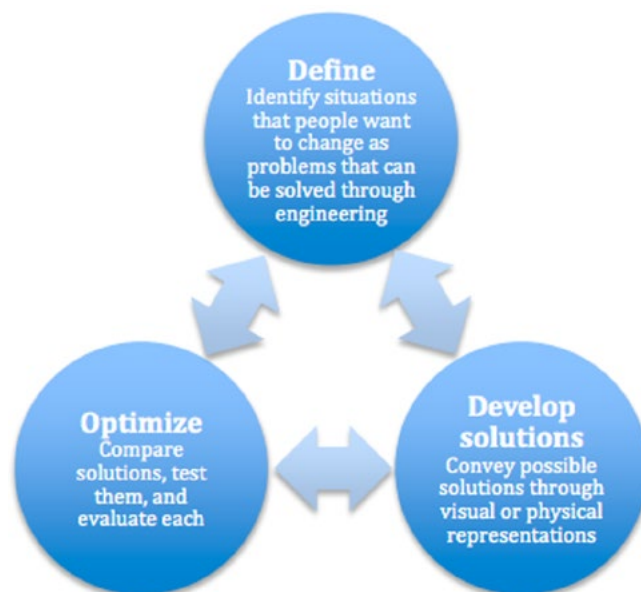 Define
Identify situations
that people want
to change as
problems that can
be solved through
engineering
Optimize
Compare
solutions, test
them, and
evaluate each
Develop
solutions
Convey possible
solutions through
visual or physical
representations